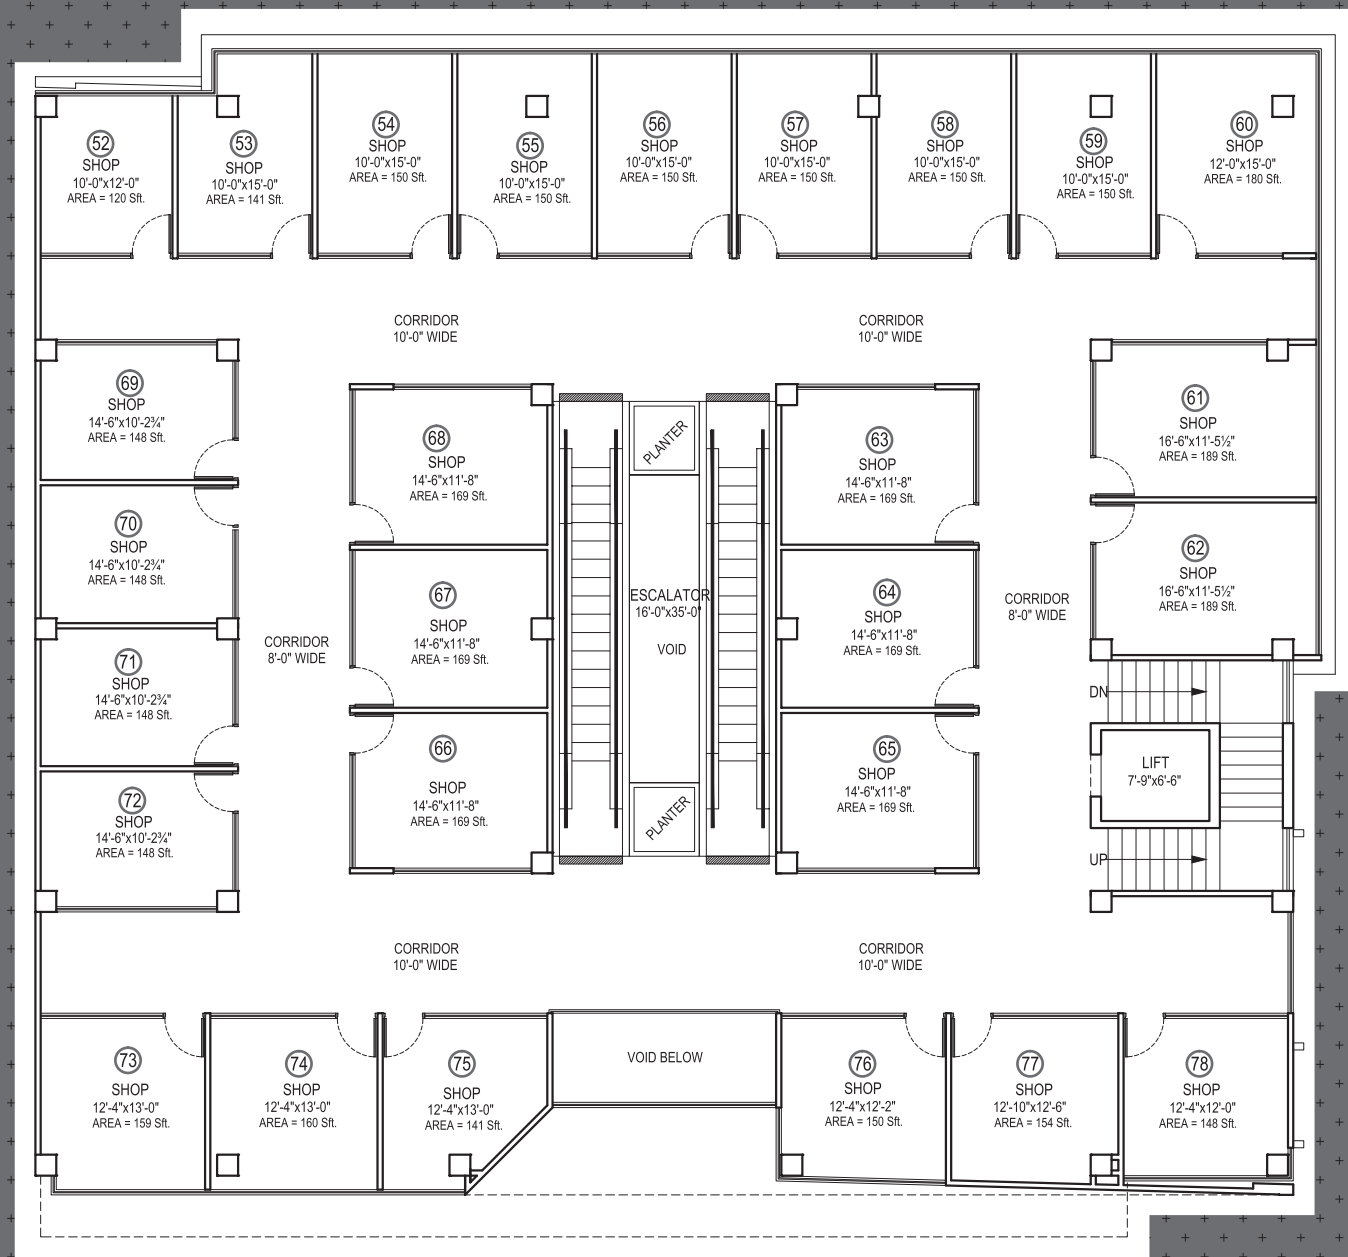 52
SHOP
10'-0"x12'-0"
AREA = 120 Sft.
53
SHOP
10'-0"x15'-0"
AREA = 141 Sft.
54
SHOP
10'-0"x15'-0"
AREA = 150 Sft.
55
SHOP
10'-0"x15'-0"
AREA = 150 Sft.
56
SHOP
10'-0"x15'-0"
AREA = 150 Sft.
57
SHOP
10'-0"x15'-0"
AREA = 150 Sft.
58
SHOP
10'-0"x15'-0"
AREA = 150 Sft.
59
SHOP
10'-0"x15'-0"
AREA = 150 Sft.
60
SHOP
12'-0"x15'-0"
AREA = 180 Sft.
CORRIDOR
10'-0" WIDE
CORRIDOR
10'-0" WIDE
69
SHOP
14'-6"x10'-2¾"
AREA = 148 Sft.
68
SHOP
14'-6"x11'-8"
AREA = 169 Sft.
PLANTER
63
SHOP
14'-6"x11'-8"
AREA = 169 Sft.
61
SHOP
16'-6"x11'-5½"
AREA = 189 Sft.
70
SHOP
14'-6"x10'-2¾"
AREA = 148 Sft.
67
SHOP
14'-6"x11'-8"
AREA = 169 Sft.
ESCALATOR
16'-0"x35'-0"
VOID
64
SHOP
14'-6"x11'-8"
AREA = 169 Sft.
CORRIDOR
8'-0" WIDE
62
SHOP
16'-6"x11'-5½"
AREA = 189 Sft.
71
SHOP
14'-6"x10'-2¾"
AREA = 148 Sft.
CORRIDOR
8'-0" WIDE
DN
66
SHOP
14'-6"x11'-8"
AREA = 169 Sft.
65
SHOP
14'-6"x11'-8"
AREA = 169 Sft.
LIFT
7'-9"x6'-6"
72
SHOP
14'-6"x10'-2¾"
AREA = 148 Sft.
PLANTER
UP
CORRIDOR
10'-0" WIDE
CORRIDOR
10'-0" WIDE
73
SHOP
12'-4"x13'-0"
AREA = 159 Sft.
74
SHOP
12'-4"x13'-0"
AREA = 160 Sft.
75
SHOP
12'-4"x13'-0"
AREA = 141 Sft.
VOID BELOW
76
SHOP
12'-4"x12'-2"
AREA = 150 Sft.
77
SHOP
12'-10"x12'-6"
AREA = 154 Sft.
78
SHOP
12'-4"x12'-0"
AREA = 148 Sft.